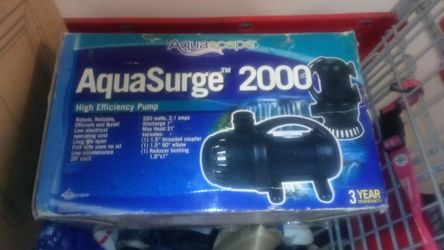 Aquascape
AquaSurge™ 2000
High Efficiency Pump
Robust, Reliable,
Efficient and Quiet!
Low electrical
operating cost
Long life span
Fish safe uses no oil
Low maintenance
20' cord
250 watts, 2.1 amps
Discharge 1"
Max Head 21'
Includes:
(1) 1.5" threaded coupler
(1) 1.5" 90° elbow
(1) Reducer bushing
1.5"x1"
3 YEAR
WARRANTY